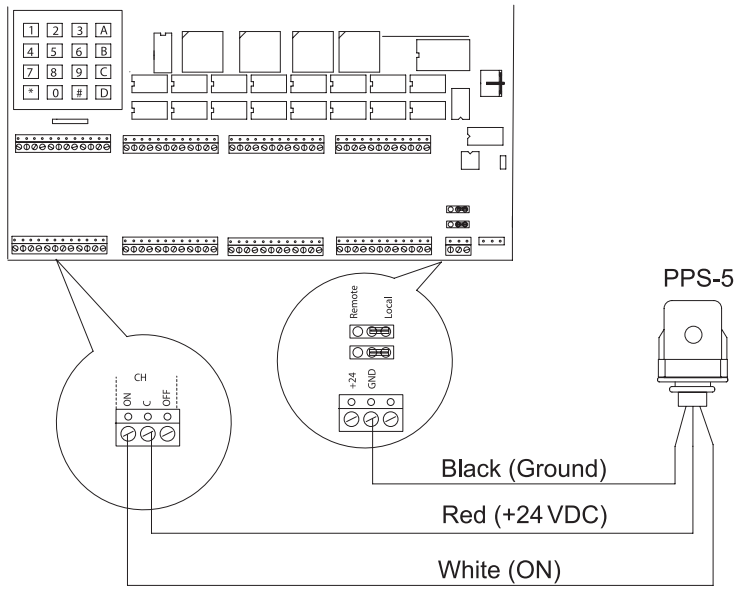 1 2 3 A
4 5 6 B
7 8 9 C
* 0 # D
PPS-5
Remote
Local
CH
ON
C
OFF
+24
GND
Black (Ground)
Red (+24 VDC)
White (ON)